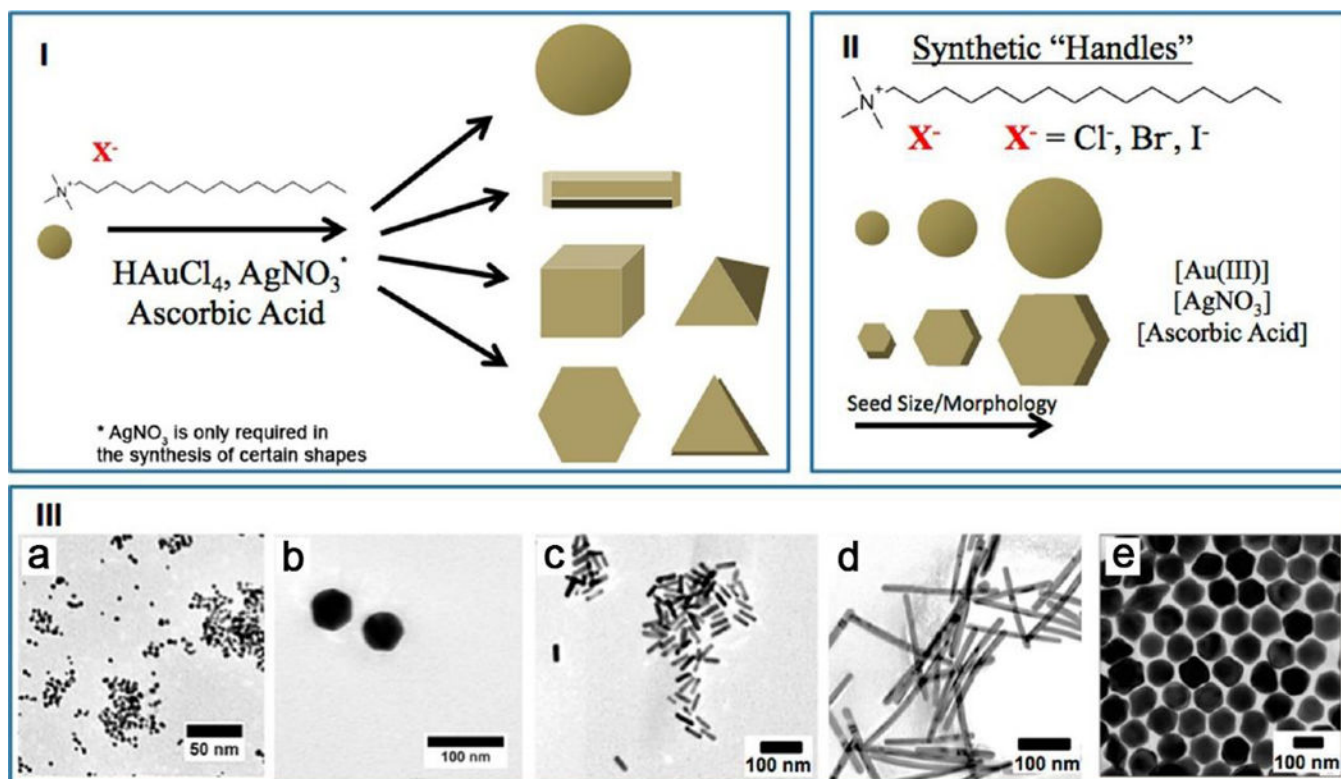 I
X-
N+
HAuCl4, AgNO3*
Ascorbic Acid
* AgNO3 is only required in
the synthesis of certain shapes
II
Synthetic “Handles”
N+
X- X- = Cl-, Br-, I-
[Au(III)]
[AgNO3]
[Ascorbic Acid]
Seed Size/Morphology
III
a
50 nm
b
100 nm
c
100 nm
d
100 nm
e
100 nm